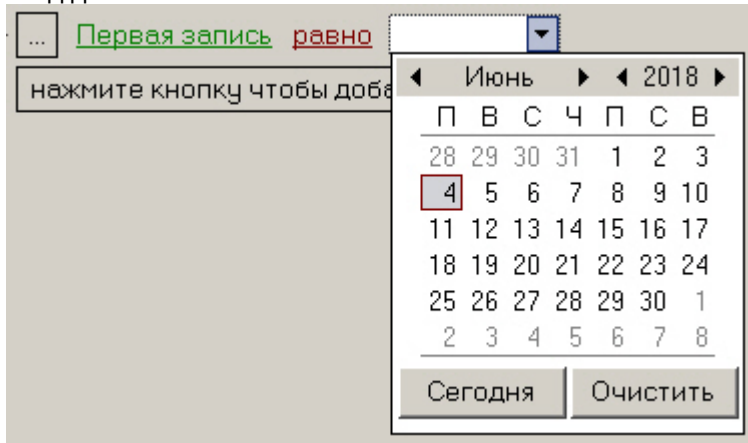 ... Первая запись равно
нажмите кнопку чтобы доба
Июнь 2018
П В С Ч П С В
28 29 30 31 1 2 3
4 5 6 7 8 9 10
11 12 13 14 15 16 17
18 19 20 21 22 23 24
25 26 27 28 29 30 1
2 3 4 5 6 7 8
Сегодня Очистить